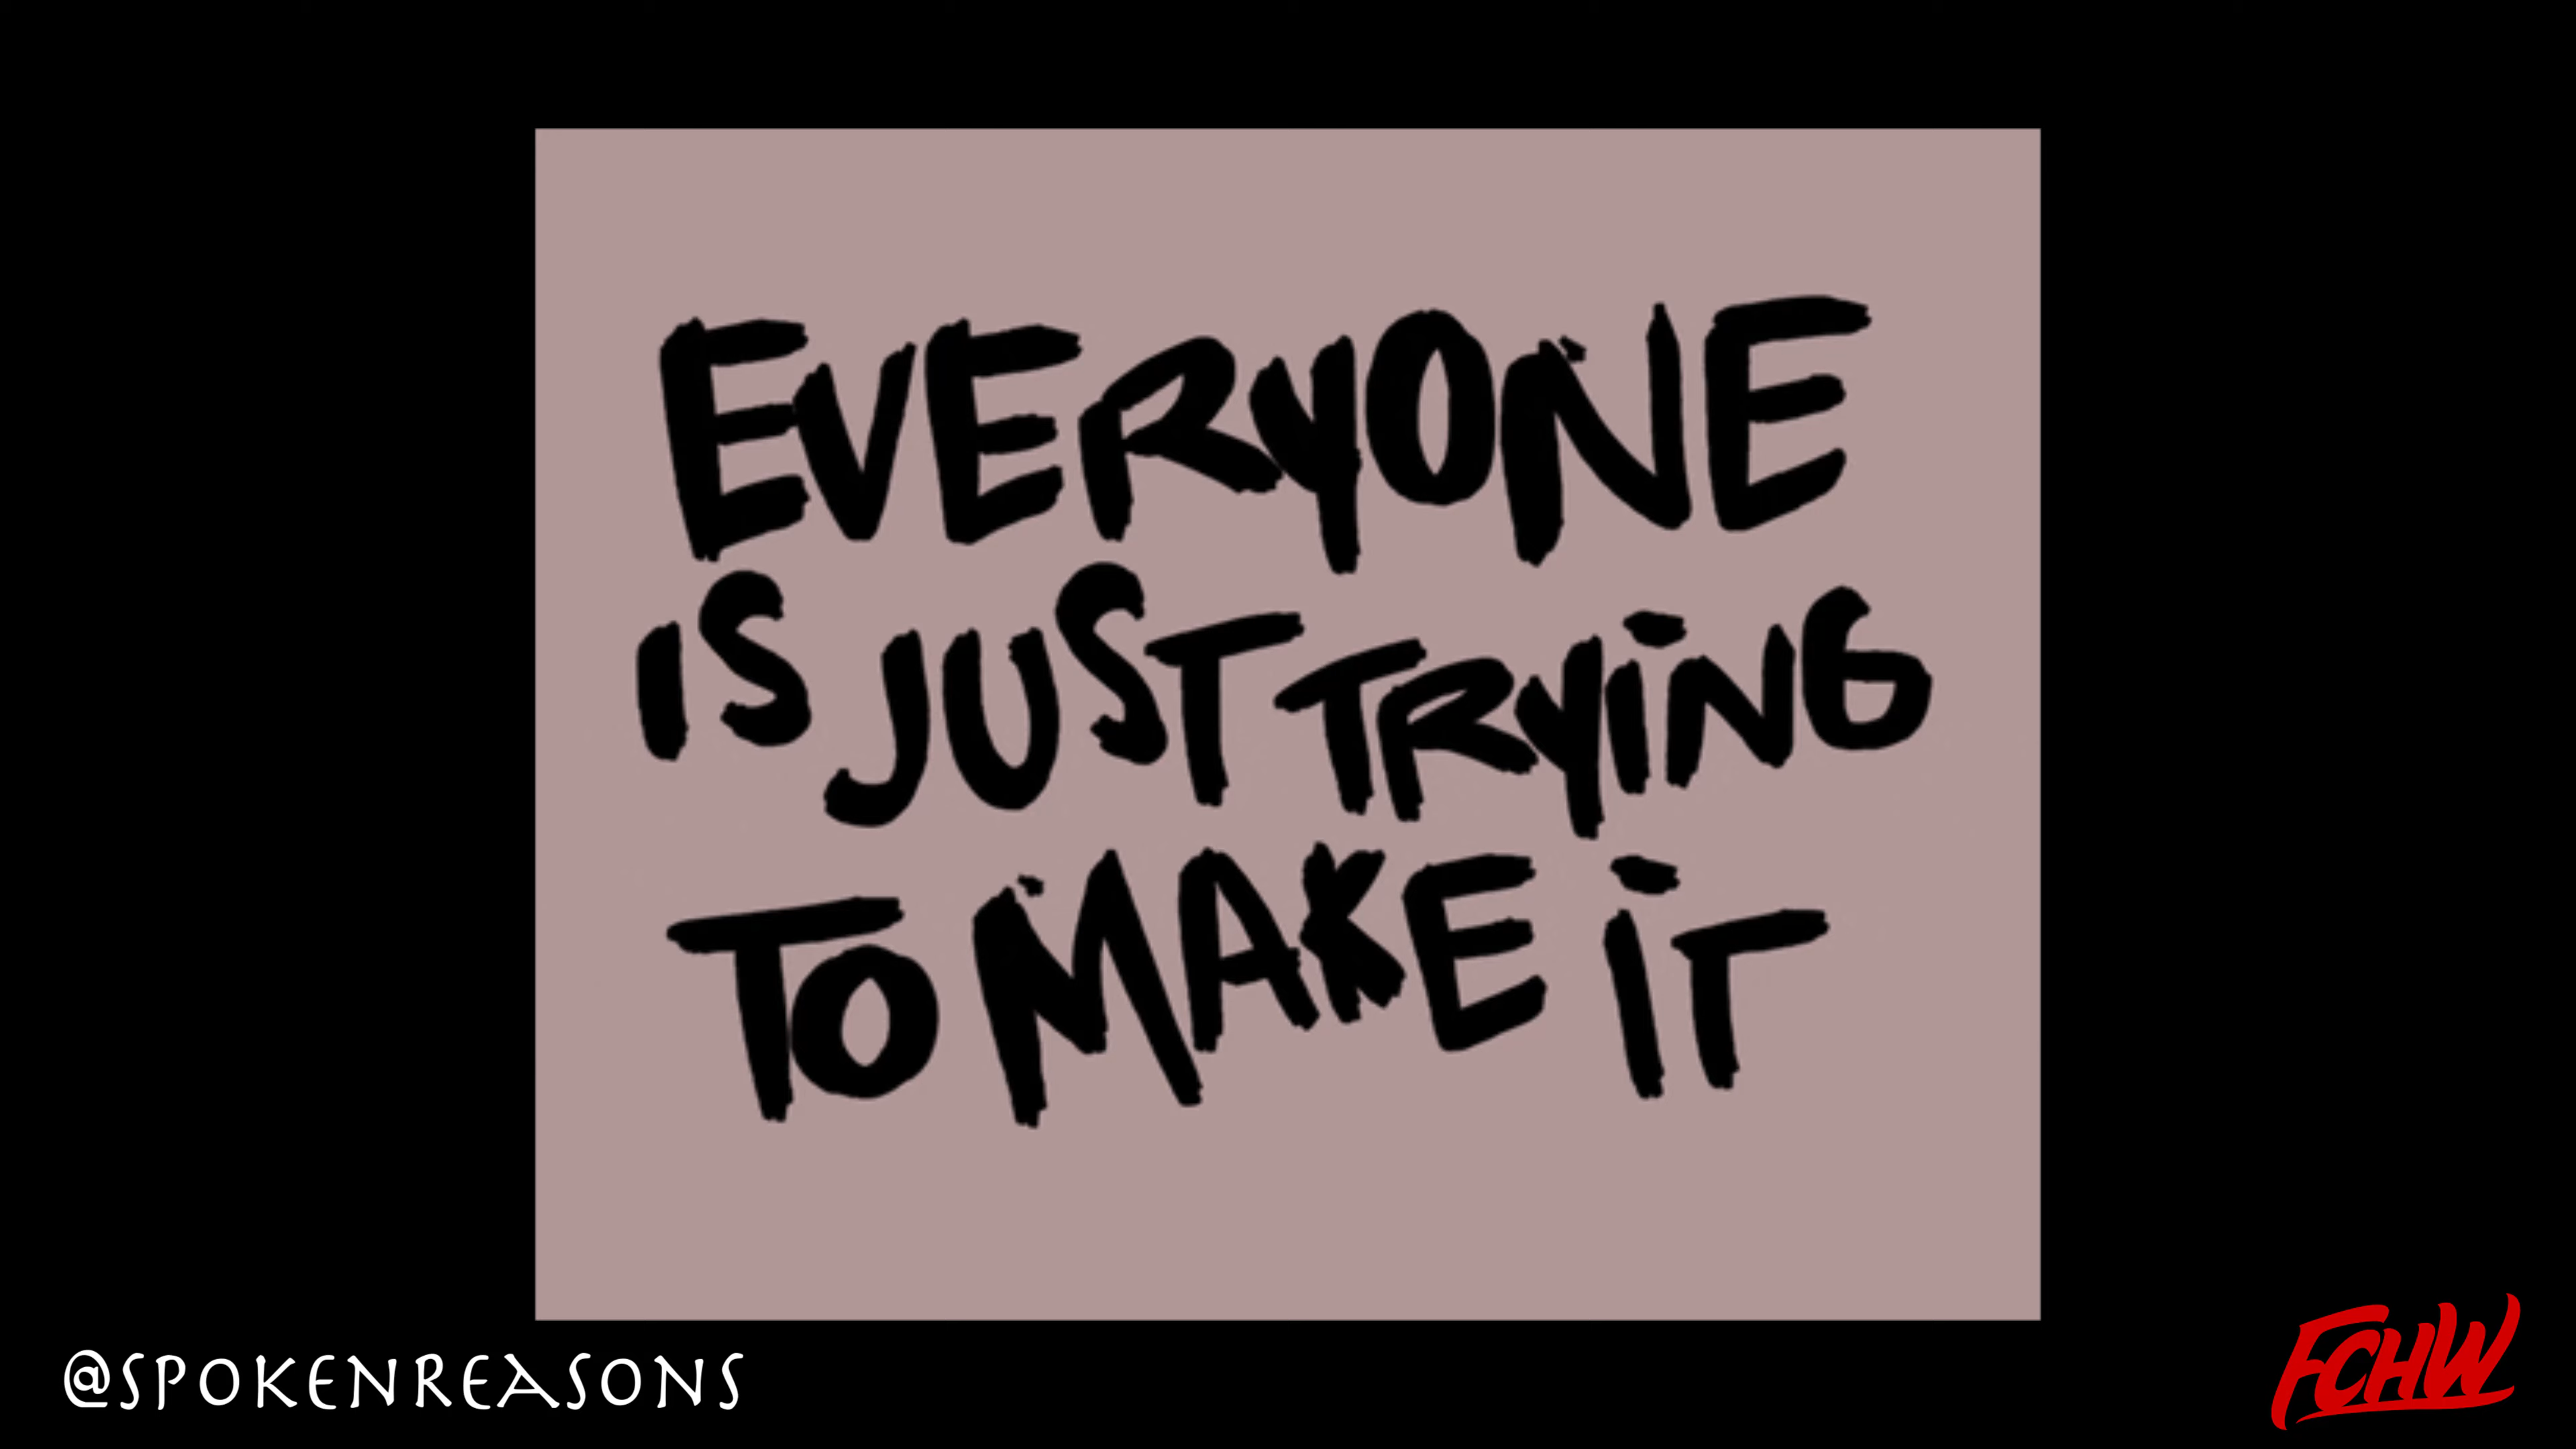 EVERYONE
IS JUST TRYING
TO MAKE IT
@SPOKENREASONS
FCHW